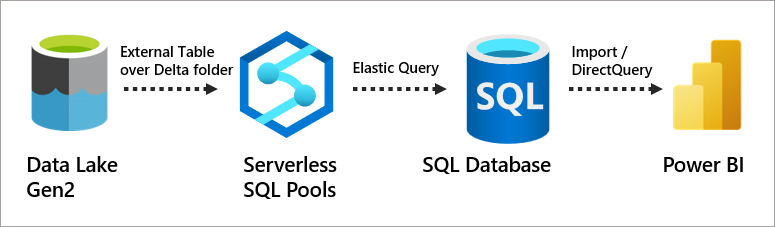 External Table
over Delta folder
Elastic Query
Import /
DirectQuery
SQL
Data Lake
Gen2
Serverless
SQL Pools
SQL Database
Power BI